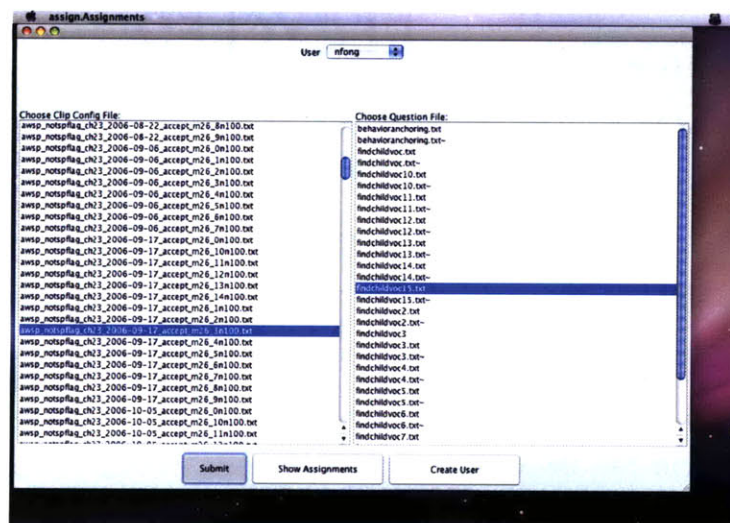 assign.Assignments
User nfong
Choose Clip Config File:
awsp_notspflag_ch23_2006-08-22_accept_m26_8n100.txt
awsp_notspflag_ch23_2006-08-22_accept_m26_9n100.txt
awsp_notspflag_ch23_2006-09-06_accept_m26_0n100.txt
awsp_notspflag_ch23_2006-09-06_accept_m26_1n100.txt
awsp_notspflag_ch23_2006-09-06_accept_m26_2n100.txt
awsp_notspflag_ch23_2006-09-06_accept_m26_3n100.txt
awsp_notspflag_ch23_2006-09-06_accept_m26_4n100.txt
awsp_notspflag_ch23_2006-09-06_accept_m26_5n100.txt
awsp_notspflag_ch23_2006-09-06_accept_m26_6n100.txt
awsp_notspflag_ch23_2006-09-06_accept_m26_7n100.txt
awsp_notspflag_ch23_2006-09-17_accept_m26_0n100.txt
awsp_notspflag_ch23_2006-09-17_accept_m26_10n100.txt
awsp_notspflag_ch23_2006-09-17_accept_m26_11n100.txt
awsp_notspflag_ch23_2006-09-17_accept_m26_12n100.txt
awsp_notspflag_ch23_2006-09-17_accept_m26_13n100.txt
awsp_notspflag_ch23_2006-09-17_accept_m26_14n100.txt
awsp_notspflag_ch23_2006-09-17_accept_m26_1n100.txt
awsp_notspflag_ch23_2006-09-17_accept_m26_2n100.txt
awsp_notspflag_ch23_2006-09-17_accept_m26_3n100.txt
awsp_notspflag_ch23_2006-09-17_accept_m26_4n100.txt
awsp_notspflag_ch23_2006-09-17_accept_m26_5n100.txt
awsp_notspflag_ch23_2006-09-17_accept_m26_6n100.txt
awsp_notspflag_ch23_2006-09-17_accept_m26_7n100.txt
awsp_notspflag_ch23_2006-09-17_accept_m26_8n100.txt
awsp_notspflag_ch23_2006-09-17_accept_m26_9n100.txt
awsp_notspflag_ch23_2006-10-05_accept_m26_0n100.txt
awsp_notspflag_ch23_2006-10-05_accept_m26_10n100.txt
awsp_notspflag_ch23_2006-10-05_accept_m26_11n100.txt
Choose Question File:
behavioranchoring.txt
behavioranchoring.txt~
findchildvoc.txt
findchildvoc.txt~
findchildvoc10.txt
findchildvoc10.txt~
findchildvoc11.txt
findchildvoc11.txt~
findchildvoc12.txt
findchildvoc12.txt~
findchildvoc13.txt
findchildvoc13.txt~
findchildvoc14.txt
findchildvoc14.txt~
findchildvoc15.txt
findchildvoc15.txt~
findchildvoc2.txt
findchildvoc2.txt~
findchildvoc3
findchildvoc3.txt
findchildvoc3.txt~
findchildvoc4.txt
findchildvoc4.txt~
findchildvoc5.txt
findchildvoc5.txt~
findchildvoc6.txt
findchildvoc6.txt~
findchildvoc7.txt
Submit
Show Assignments
Create User